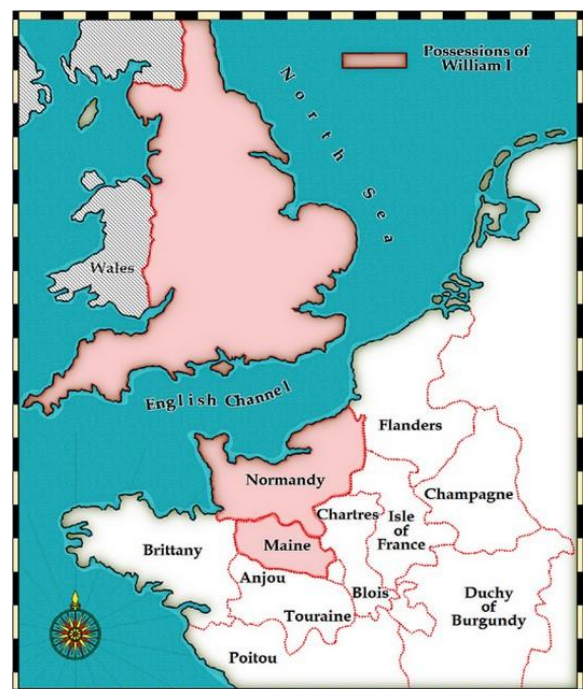 Possessions of
William I
North Sea
Wales
English Channel
Flanders
Normandy
Champagne
Chartres
Isle
of
France
Brittany
Maine
Anjou
Blois
Touraine
Duchy
of
Burgundy
Poitou